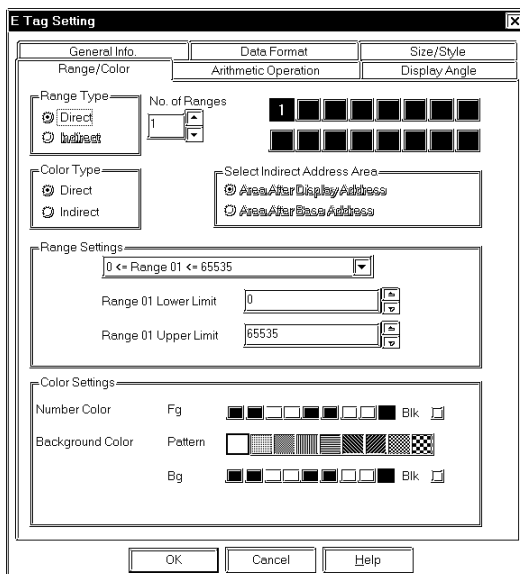 E Tag Setting
General Info. Data Format Size/Style
Range/Color Arithmetic Operation Display Angle
Range Type
Direct
Indirect
No. of Ranges
1
1
Color Type
Direct
Indirect
Select Indirect Address Area
Area After Display Address
Area After Base Address
Range Settings
0 <= Range 01 <= 65535
Range 01 Lower Limit 0
Range 01 Upper Limit 65535
Color Settings
Number Color Fg Blk
Background Color Pattern
Bg Blk
OK Cancel Help